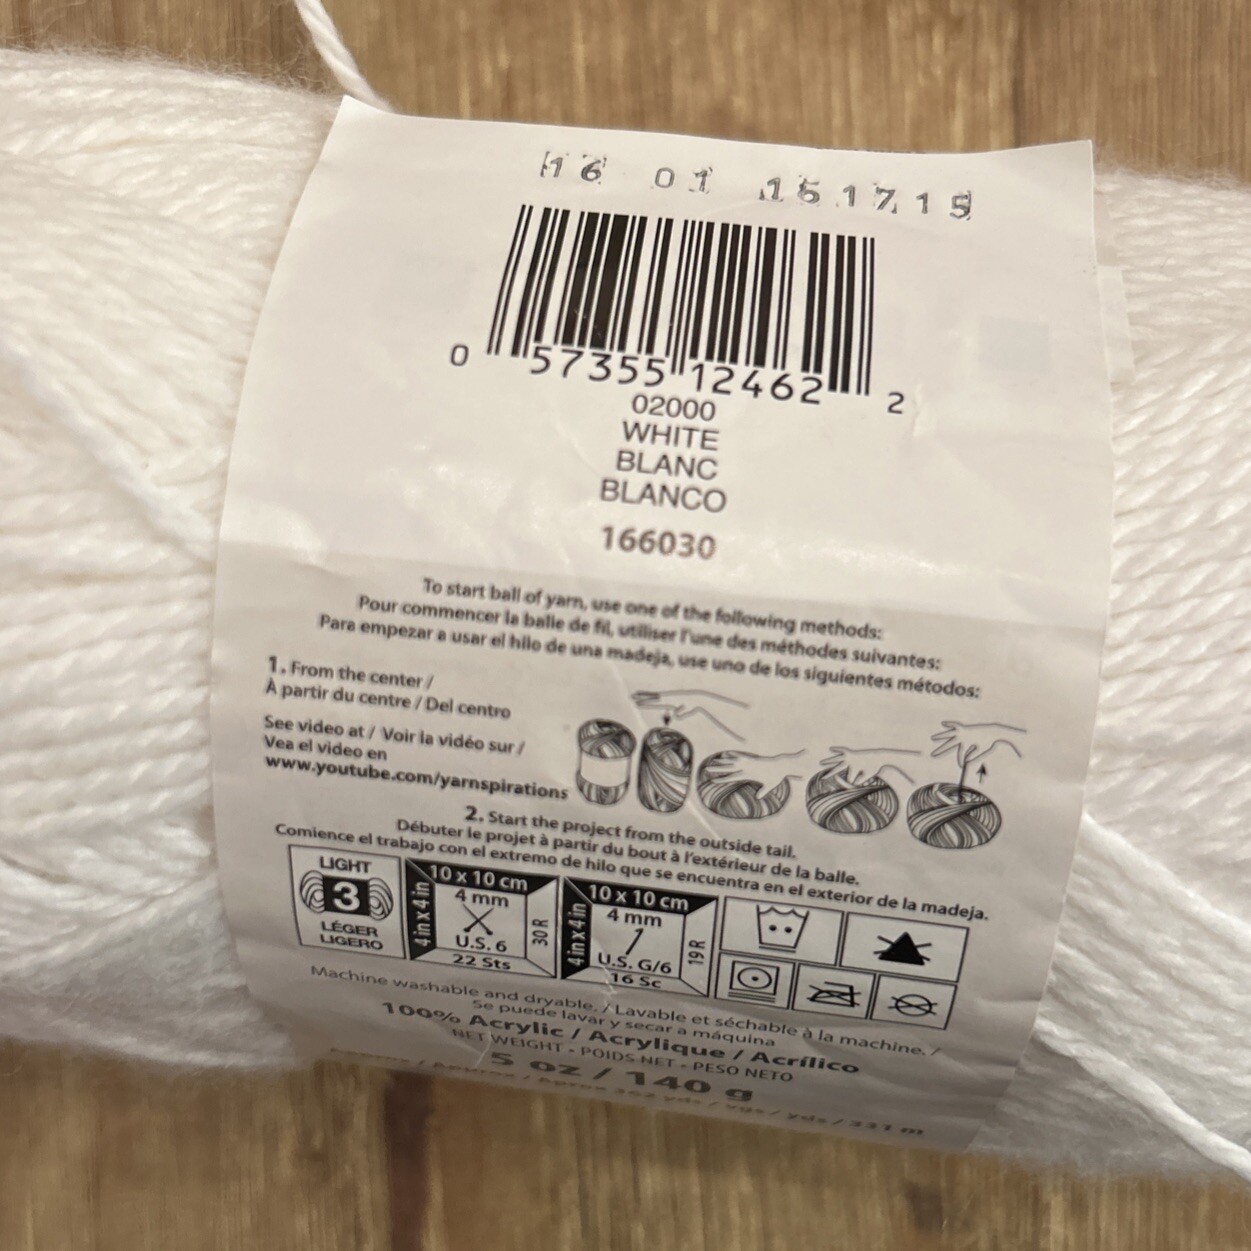 16 01 151715
0 57355 12462 2
02000
WHITE
BLANC
BLANCO
166030
To start ball of yarn, use one of the following methods:
Pour commencer la balle de fil, utiliser l'une des méthodes suivantes:
Para empezar a usar el hilo de una madeja, use uno de los siguientes métodos:
1. From the center /
À partir du centre / Del centro
See video at / Voir la vidéo sur /
Vea el video en
www.youtube.com/yarnspirations
2. Start the project from the outside tail.
Débuter le projet à partir du bout à l'extérieur de la balle.
Comience el trabajo con el extremo de hilo que se encuentra en el exterior de la madeja.
LIGHT
3
LÉGER
LIGERO
10 x 10 cm
4 in x 4 in
4 mm
U.S. 6
30 R
22 Sts
10 x 10 cm
4 in x 4 in
4 mm
U.S. G/6
19 R
16 Sc
Machine washable and dryable. / Lavable et séchable à la machine. /
Se puede lavar y secar a máquina
100% Acrylic / Acrylique / Acrílico
NET WEIGHT - POIDS NET - PESO NETO
5 oz / 140 g
/ Aprox 362 yds / vgs / yds / 331 m